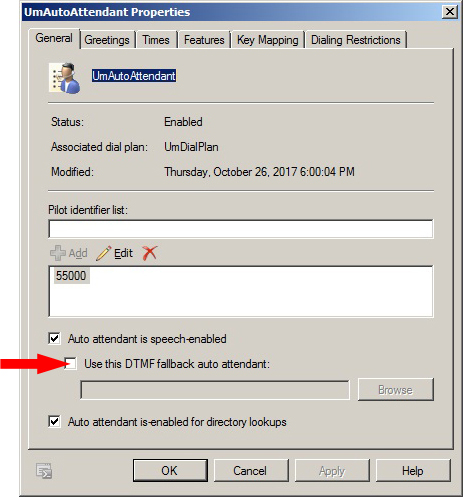 UmAutoAttendant Properties
General Greetings Times Features Key Mapping Dialing Restrictions
UmAutoAttendant
Status: Enabled
Associated dial plan: UmDialPlan
Modified: Thursday, October 26, 2017 6:00:04 PM
Pilot identifier list:
Add Edit
55000
Auto attendant is speech-enabled
Use this DTMF fallback auto attendant:
Browse
Auto attendant is-enabled for directory lookups
OK Cancel Apply Help